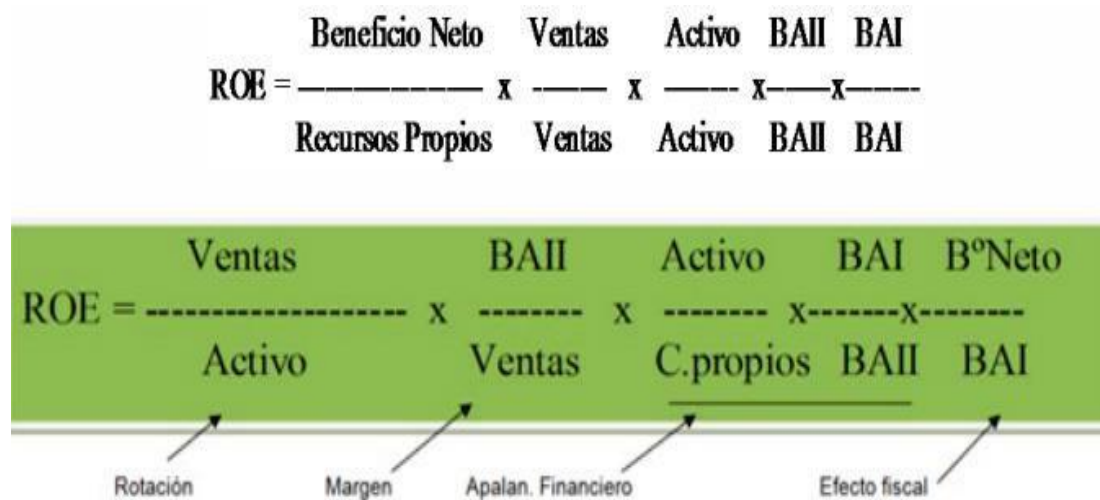 Beneficio Neto Ventas Activo BAII BAI
ROE = ---------------------- x ------- x ------- x------x-------
Recursos Propios Ventas Activo BAII BAI
Ventas BAII Activo BAI BºNeto
ROE = -------------------- x -------- x -------- x-------x--------
Activo Ventas C.propios BAII BAI
Rotación Margen Apalan. Financiero Efecto fiscal